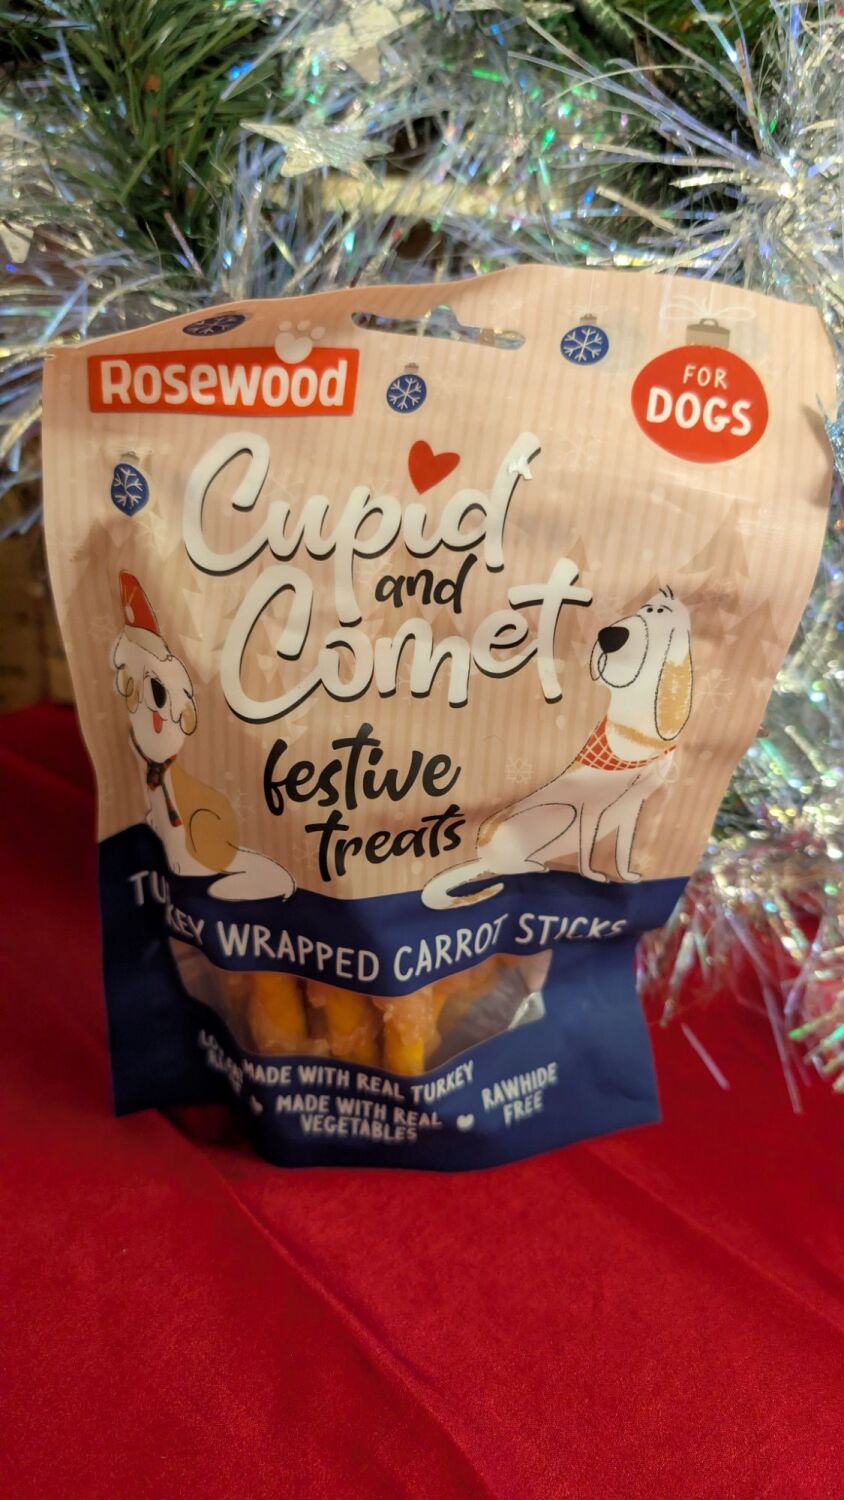 Rosewood
FOR
DOGS
Cupid
and
Comet
festive
treats
TURKEY WRAPPED CARROT STICKS
MADE WITH REAL TURKEY
MADE WITH REAL
VEGETABLES
RAWHIDE
FREE